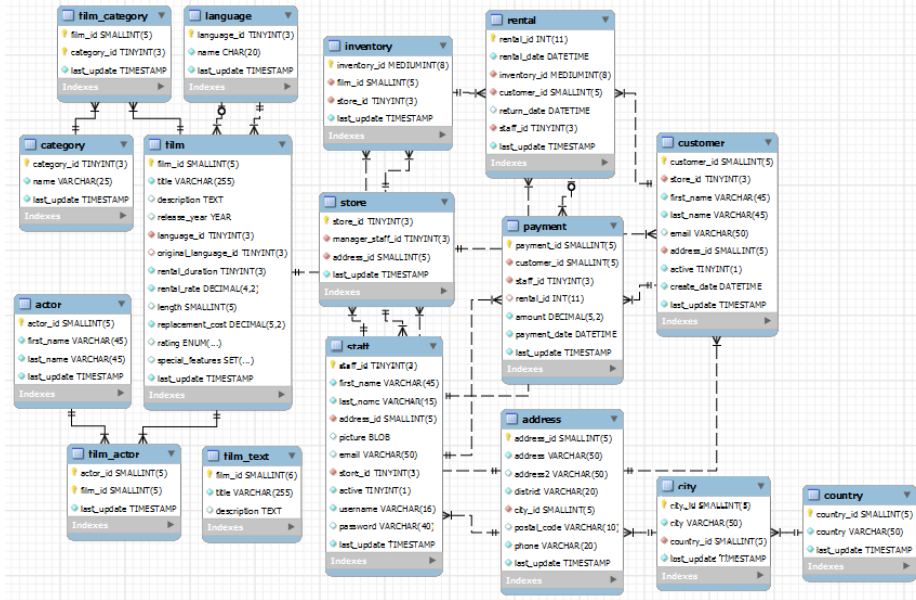 film_category
film_id SMALLINT(5)
category_id TINYINT(3)
last_update TIMESTAMP
Indexes
language
language_id TINYINT(3)
name CHAR(20)
last_update TIMESTAMP
Indexes
inventory
inventory_id MEDIUMINT(8)
film_id SMALLINT(5)
store_id TINYINT(3)
last_update TIMESTAMP
Indexes
rental
rental_id INT(11)
rental_date DATETIME
inventory_id MEDIUMINT(8)
customer_id SMALLINT(5)
return_date DATETIME
staff_id TINYINT(3)
last_update TIMESTAMP
Indexes
category
category_id TINYINT(3)
name VARCHAR(25)
last_update TIMESTAMP
Indexes
film
film_id SMALLINT(5)
title VARCHAR(255)
description TEXT
release_year YEAR
language_id TINYINT(3)
original_language_id TINYINT(3)
rental_duration TINYINT(3)
rental_rate DECIMAL(4,2)
length SMALLINT(5)
replacement_cost DECIMAL(5,2)
rating ENUM(...)
special_features SET(...)
last_update TIMESTAMP
Indexes
customer
customer_id SMALLINT(5)
store_id TINYINT(3)
first_name VARCHAR(45)
last_name VARCHAR(45)
email VARCHAR(50)
address_id SMALLINT(5)
active TINYINT(1)
create_date DATETIME
last_update TIMESTAMP
Indexes
store
store_id TINYINT(3)
manager_staff_id TINYINT(3)
address_id SMALLINT(5)
last_update TIMESTAMP
Indexes
payment
payment_id SMALLINT(5)
customer_id SMALLINT(5)
staff_id TINYINT(3)
rental_id INT(11)
amount DECIMAL(5,2)
payment_date DATETIME
last_update TIMESTAMP
Indexes
actor
actor_id SMALLINT(5)
first_name VARCHAR(45)
last_name VARCHAR(45)
last_update TIMESTAMP
Indexes
staff
staff_id TINYINT(3)
first_name VARCHAR(45)
last_name VARCHAR(45)
address_id SMALLINT(5)
picture BLOB
email VARCHAR(50)
store_id TINYINT(3)
active TINYINT(1)
username VARCHAR(16)
password VARCHAR(40)
last_update TIMESTAMP
Indexes
address
address_id SMALLINT(5)
address VARCHAR(50)
address2 VARCHAR(50)
district VARCHAR(20)
city_id SMALLINT(5)
postal_code VARCHAR(10)
phone VARCHAR(20)
last_update TIMESTAMP
Indexes
film_actor
actor_id SMALLINT(5)
film_id SMALLINT(5)
last_update TIMESTAMP
Indexes
film_text
film_id SMALLINT(6)
title VARCHAR(255)
description TEXT
Indexes
city
city_id SMALLINT(5)
city VARCHAR(50)
country_id SMALLINT(5)
last_update TIMESTAMP
Indexes
country
country_id SMALLINT(5)
country VARCHAR(50)
last_update TIMESTAMP
Indexes